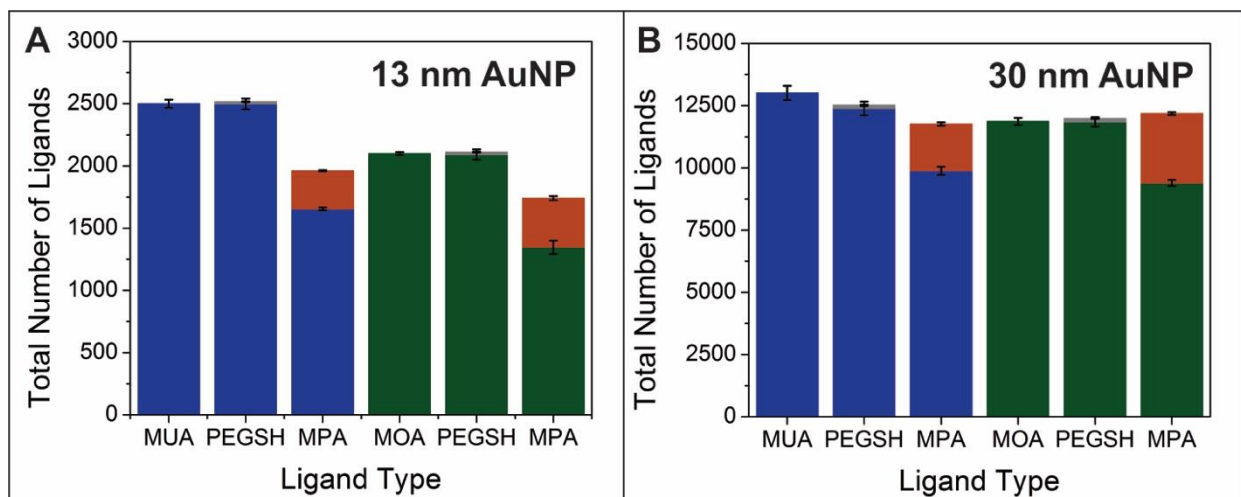 A
13 nm AuNP
Total Number of Ligands
3000
2500
2000
1500
1000
500
0
MUA PEGSH MPA MOA PEGSH MPA
Ligand Type
B
30 nm AuNP
Total Number of Ligands
15000
12500
10000
7500
5000
2500
0
MUA PEGSH MPA MOA PEGSH MPA
Ligand Type